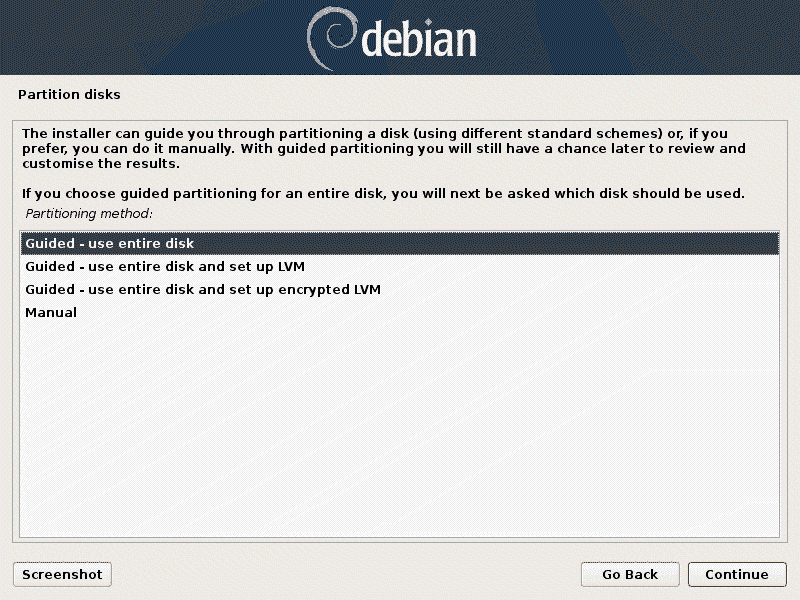 debian
Partition disks
The installer can guide you through partitioning a disk (using different standard schemes) or, if you
prefer, you can do it manually. With guided partitioning you will still have a chance later to review and
customise the results.
If you choose guided partitioning for an entire disk, you will next be asked which disk should be used.
Partitioning method:
Guided - use entire disk
Guided - use entire disk and set up LVM
Guided - use entire disk and set up encrypted LVM
Manual
Screenshot
Go Back
Continue